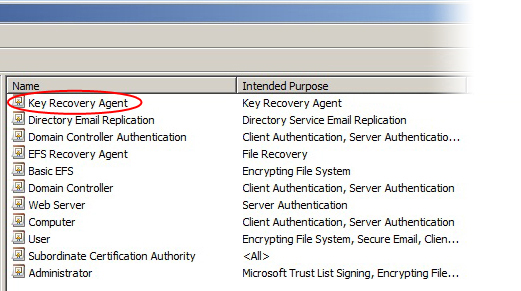 Name Intended Purpose
Key Recovery Agent Key Recovery Agent
Directory Email Replication Directory Service Email Replication
Domain Controller Authentication Client Authentication, Server Authenticatio...
EFS Recovery Agent File Recovery
Basic EFS Encrypting File System
Domain Controller Client Authentication, Server Authentication
Web Server Server Authentication
Computer Client Authentication, Server Authentication
User Encrypting File System, Secure Email, Clien...
Subordinate Certification Authority <All>
Administrator Microsoft Trust List Signing, Encrypting File...